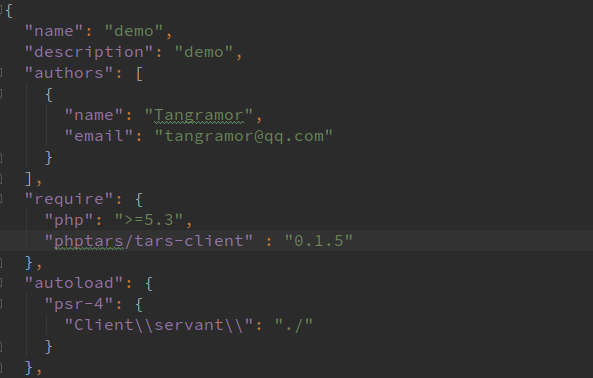 {
"name": "demo",
"description": "demo",
"authors": [
{
"name": "Tangramor",
"email": "tangramor@qq.com"
}
],
"require": {
"php": ">=5.3",
"phptars/tars-client" : "0.1.5"
},
"autoload": {
"psr-4": {
"Client\\servant\\": "./"
}
},